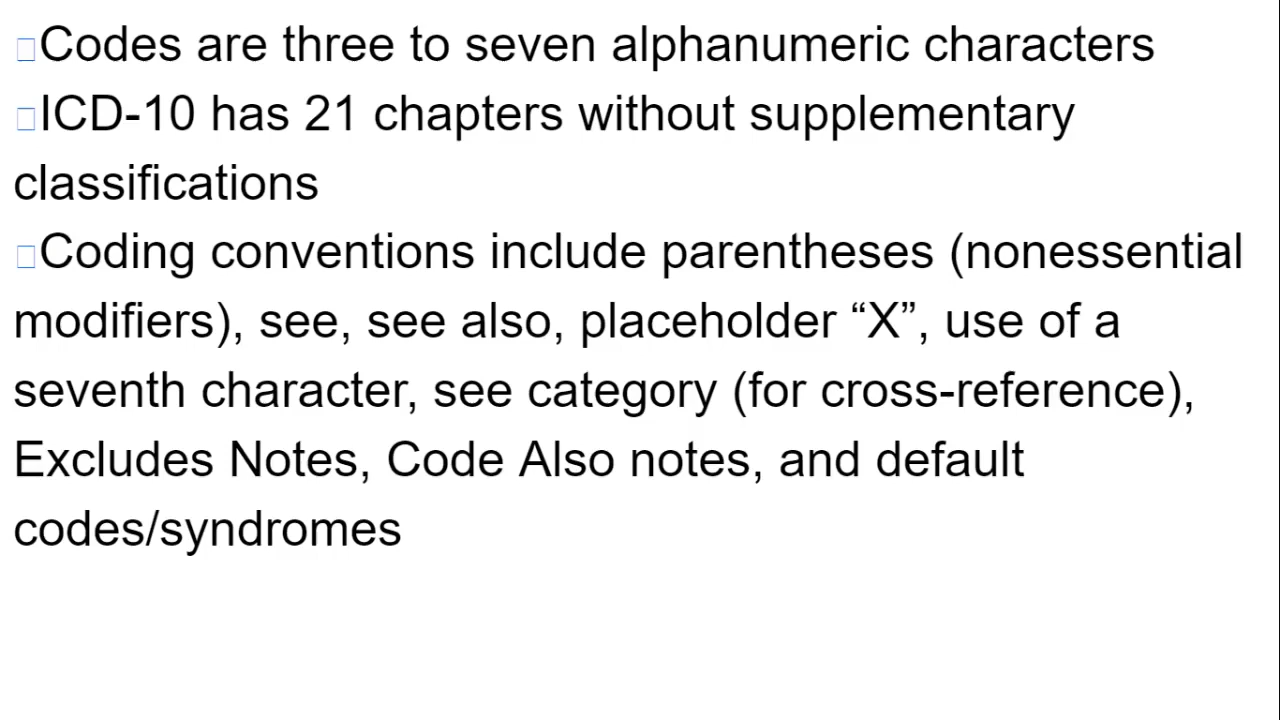 Codes are three to seven alphanumeric characters
ICD-10 has 21 chapters without supplementary
classifications
Coding conventions include parentheses (nonessential
modifiers), see, see also, placeholder “X”, use of a
seventh character, see category (for cross-reference),
Excludes Notes, Code Also notes, and default
codes/syndromes